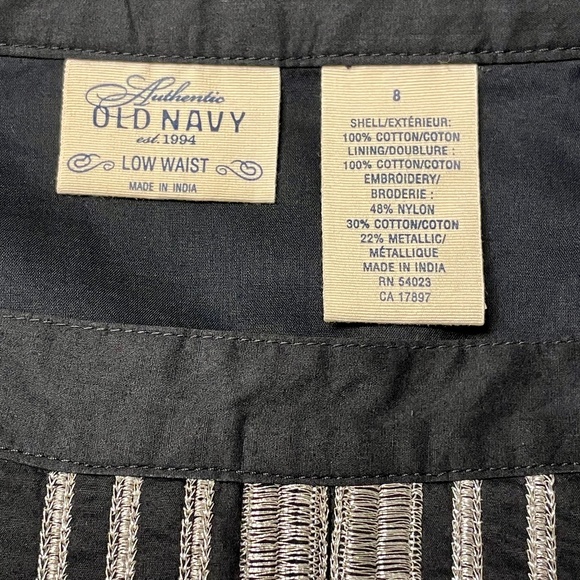 Authentic
OLD NAVY
est. 1994
LOW WAIST
MADE IN INDIA
8
SHELL/EXTÉRIEUR:
100% COTTON/COTON
LINING/DOUBLURE :
100% COTTON/COTON
EMBROIDERY/
BRODERIE :
48% NYLON
30% COTTON/COTON
22% METALLIC/
MÉTALLIQUE
MADE IN INDIA
RN 54023
CA 17897